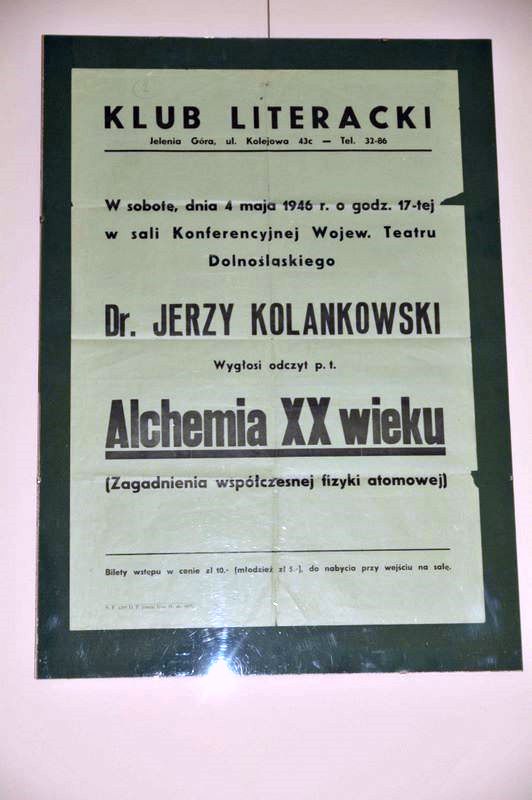 KLUB LITERACKI
Jelenia Góra, ul. Kolejowa 43c — Tel. 32-86
W sobotę, dnia 4 maja 1946 r. o godz. 17-tej
w sali Konferencyjnej Wojew. Teatru
Dolnośląskiego
Dr. JERZY KOLANKOWSKI
Wygłosi odczyt p. t.
Alchemia XX wieku
(Zagadnienia współczesnej fizyki atomowej)
Bilety wstępu w cenie zł 10.- (młodzież zł 5.-), do nabycia przy wejściu na salę.